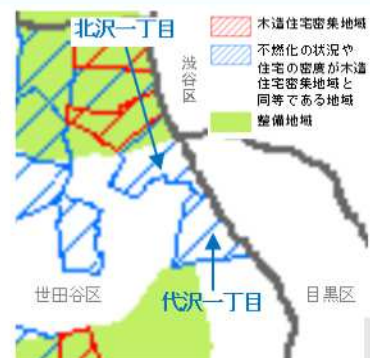 北沢一丁目
木造住宅密集地域
不燃化の状況や
住宅の密度が木造
住宅密集地域と
同等である地域
整備地域
渋谷区
世田谷区
代沢一丁目
目黒区